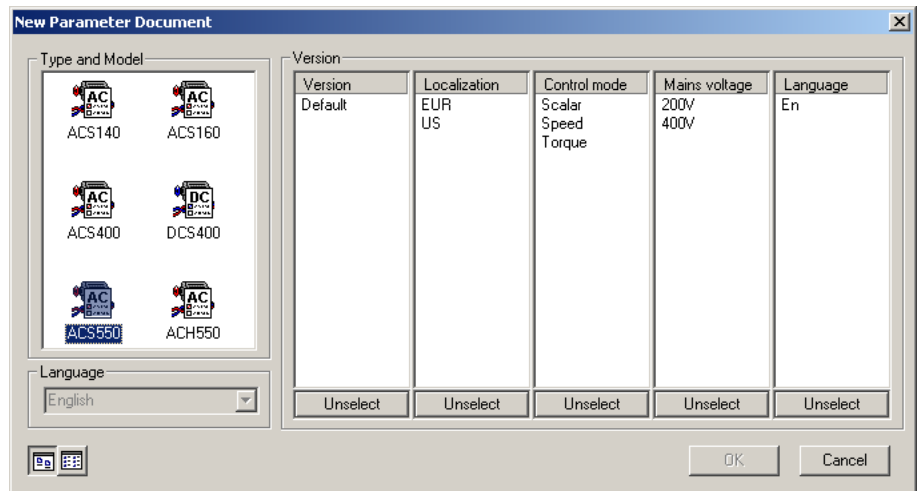 New Parameter Document
Type and Model
AC
ACS140
AC
ACS160
AC
ACS400
DC
DCS400
AC
ACS550
AC
ACH550
Language
English
Version
Version
Default
Unselect
Localization
EUR
US
Unselect
Control mode
Scalar
Speed
Torque
Unselect
Mains voltage
200V
400V
Unselect
Language
En
Unselect
OK
Cancel